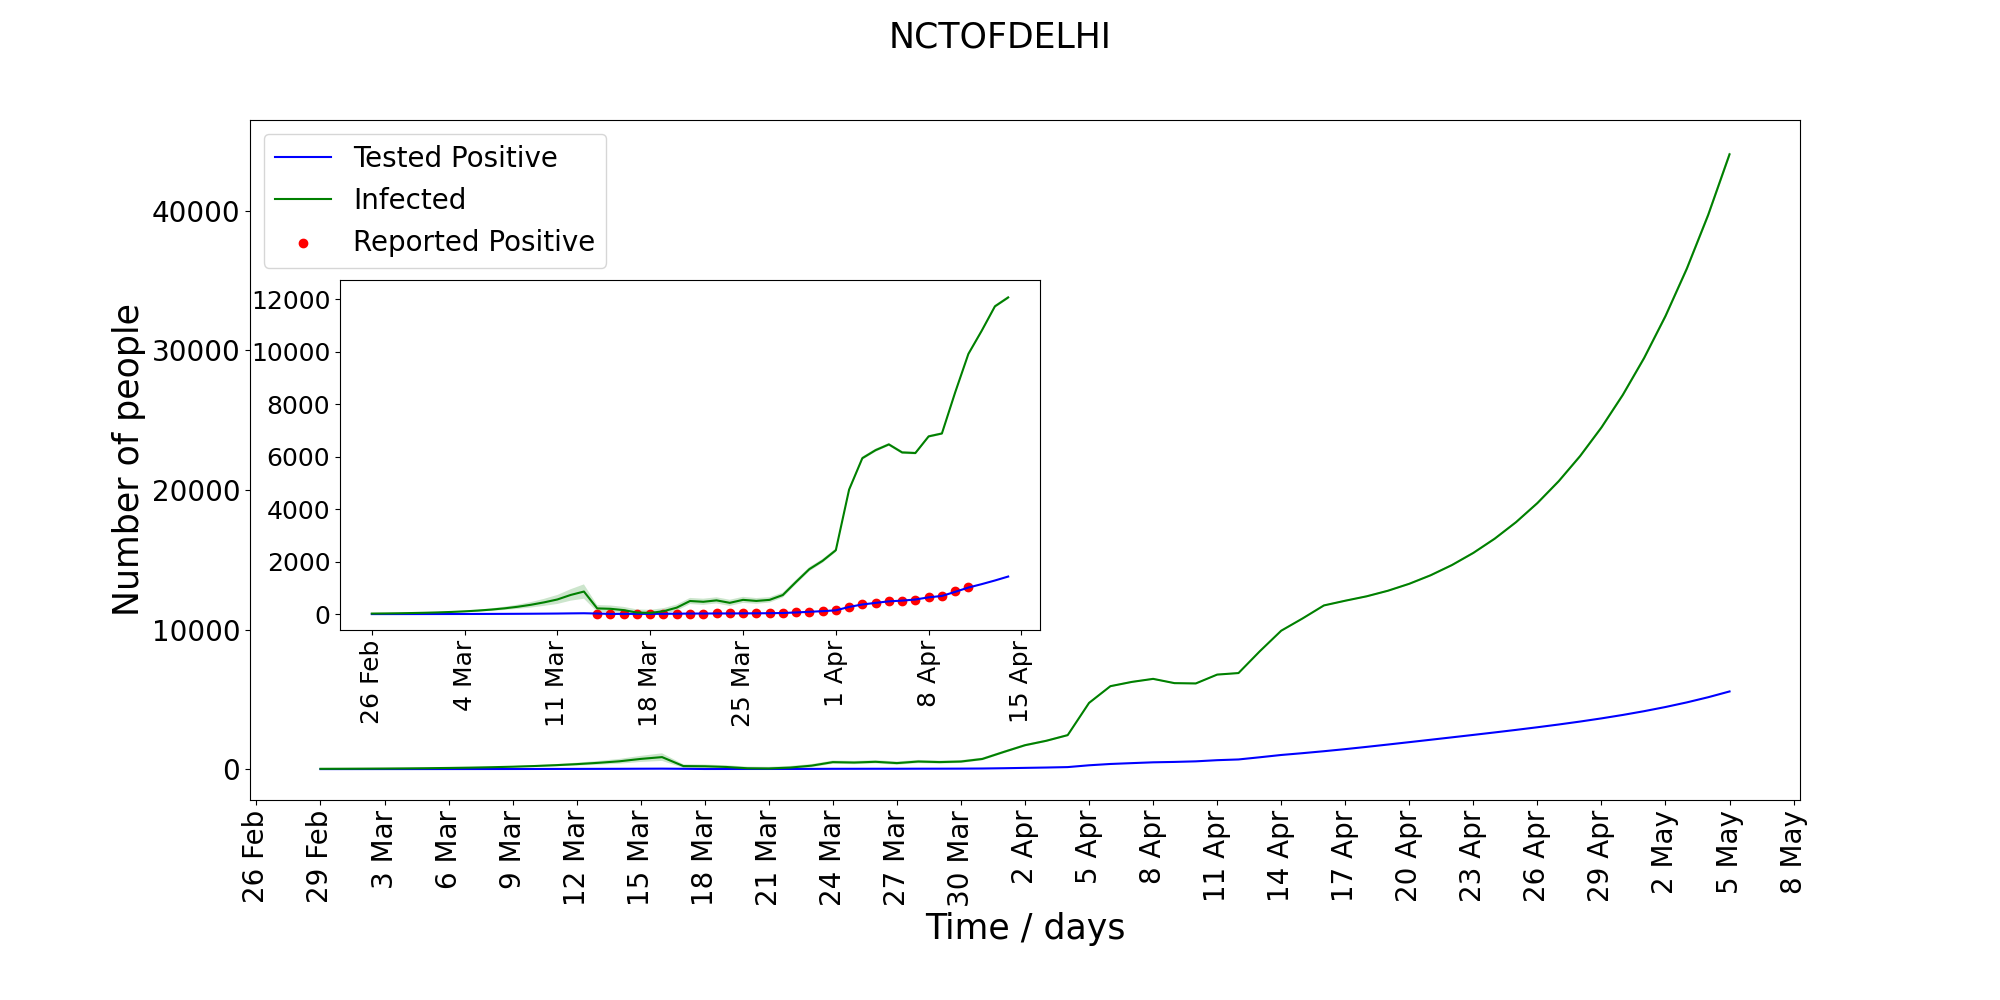 NCTOFDELHI
Tested Positive
Infected
Reported Positive
Number of people
40000
30000
20000
10000
0
12000
10000
8000
6000
4000
2000
0
26 Feb
4 Mar
11 Mar
18 Mar
25 Mar
1 Apr
8 Apr
15 Apr
26 Feb
29 Feb
3 Mar
6 Mar
9 Mar
12 Mar
15 Mar
18 Mar
21 Mar
24 Mar
27 Mar
30 Mar
2 Apr
5 Apr
8 Apr
11 Apr
14 Apr
17 Apr
20 Apr
23 Apr
26 Apr
29 Apr
2 May
5 May
8 May
Time / days